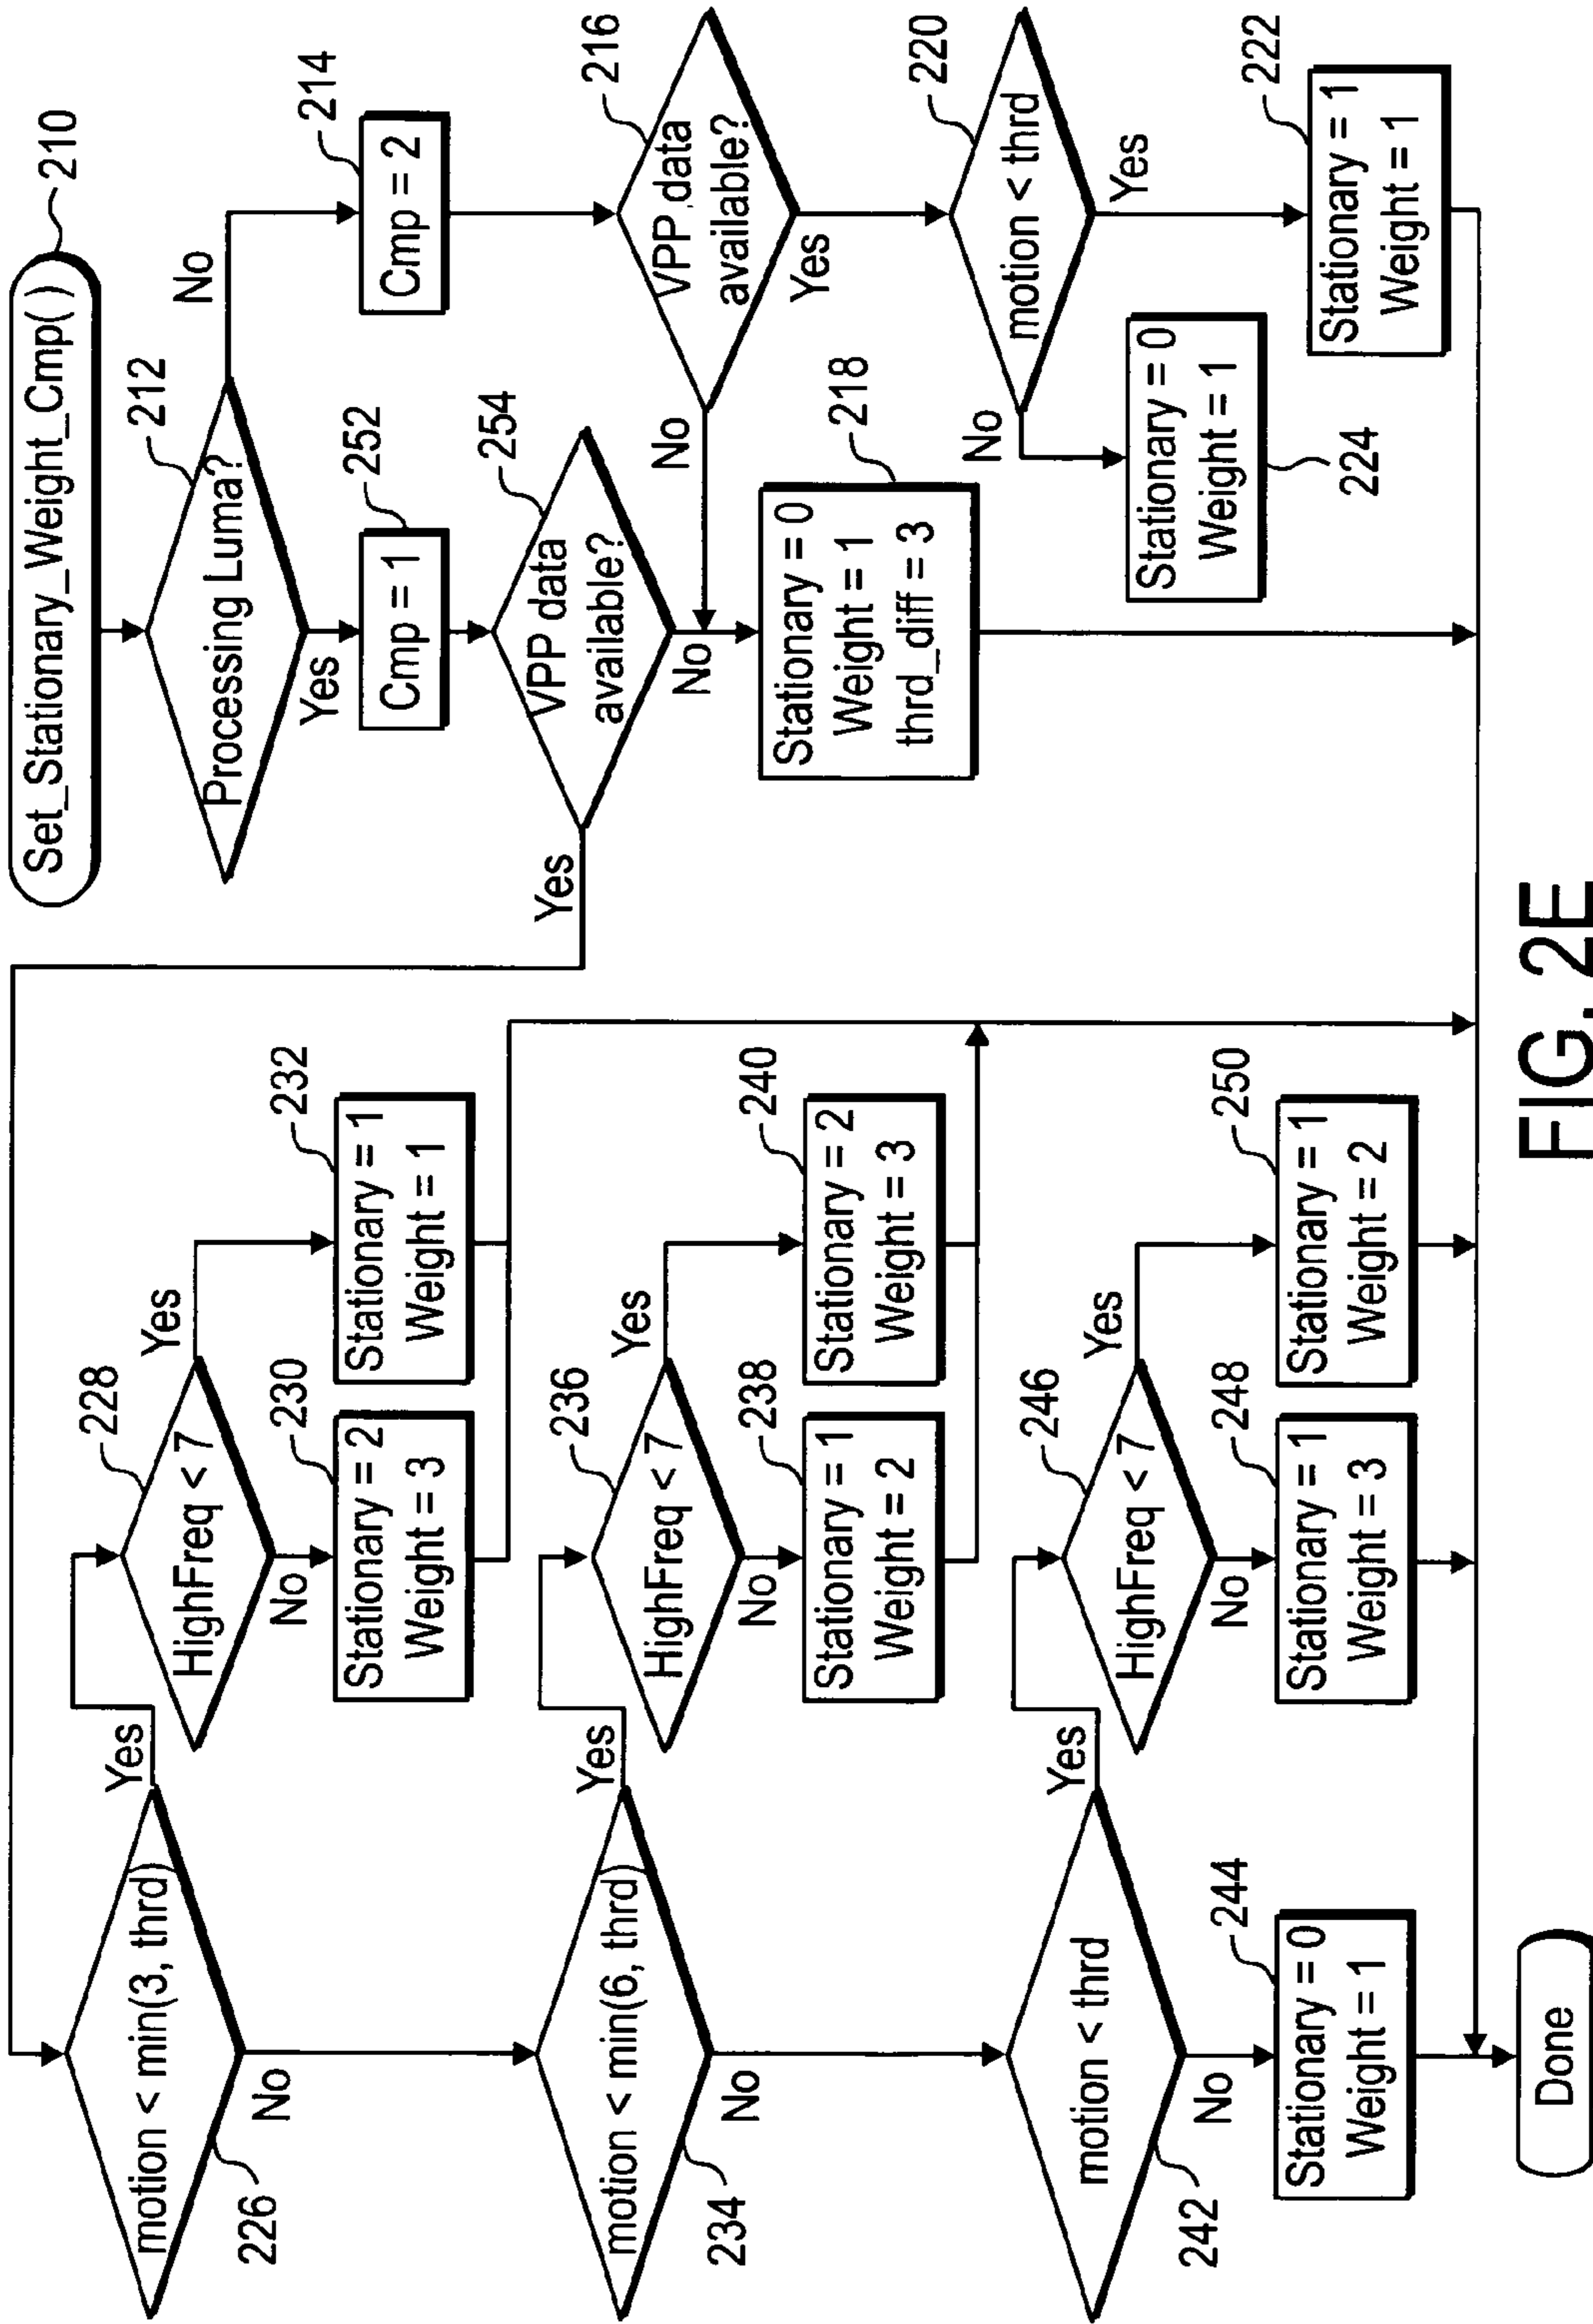 Set_Stationary_Weight_Cmp( )
210
Processing Luma?
212
No
Yes
Cmp = 2
214
Cmp = 1
252
VPP data
available?
216
VPP data
available?
254
No
Yes
Yes
No
Stationary = 0
Weight = 1
thrd_diff = 3
218
motion < thrd
220
No
Yes
Stationary = 0
Weight = 1
224
Stationary = 1
Weight = 1
222
motion < min(3, thrd)
226
Yes
No
HighFreq < 7
228
Yes
No
Stationary = 2
Weight = 3
230
Stationary = 1
Weight = 1
232
motion < min(6, thrd)
234
Yes
No
HighFreq < 7
236
Yes
No
Stationary = 1
Weight = 2
238
Stationary = 2
Weight = 3
240
motion < thrd
242
Yes
No
HighFreq < 7
246
Yes
No
Stationary = 0
Weight = 1
244
Stationary = 1
Weight = 3
248
Stationary = 1
Weight = 2
250
Done
FIG. 2E